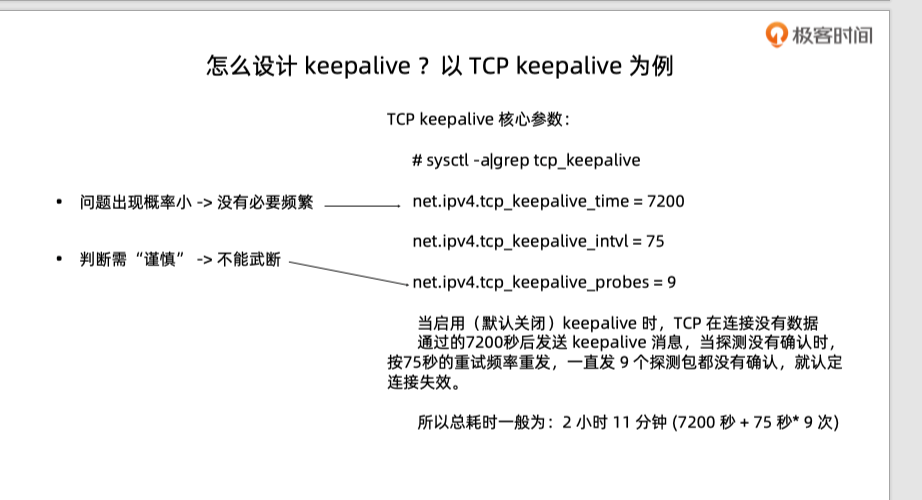 极客时间
怎么设计 keepalive ？以 TCP keepalive 为例
TCP keepalive 核心参数：
# sysctl -a|grep tcp_keepalive
• 问题出现概率小 -> 没有必要频繁
net.ipv4.tcp_keepalive_time = 7200
net.ipv4.tcp_keepalive_intvl = 75
• 判断需“谨慎” -> 不能武断
net.ipv4.tcp_keepalive_probes = 9
当启用（默认关闭）keepalive 时，TCP 在连接没有数据
通过的7200秒后发送 keepalive 消息，当探测没有确认时，
按75秒的重试频率重发，一直发 9 个探测包都没有确认，就认定
连接失效。
所以总耗时一般为：2 小时 11 分钟 (7200 秒 + 75 秒* 9 次)